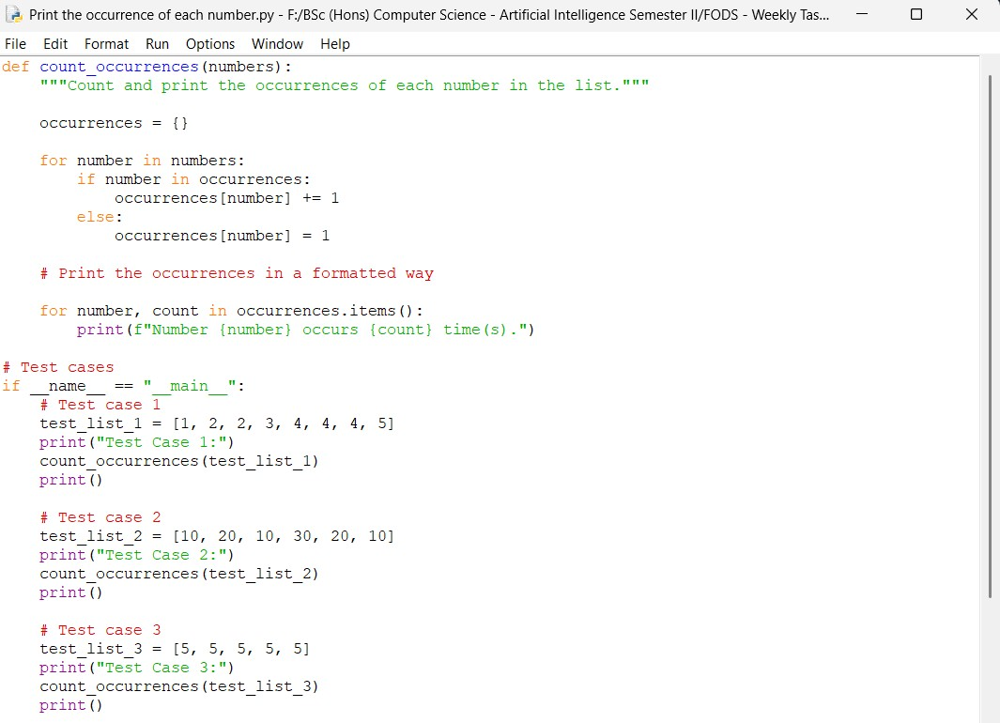 Print the occurrence of each number.py - F:/BSc (Hons) Computer Science - Artificial Intelligence Semester II/FODS - Weekly Tas...
File Edit Format Run Options Window Help
def count_occurrences(numbers):
    """Count and print the occurrences of each number in the list."""

    occurrences = {}

    for number in numbers:
        if number in occurrences:
            occurrences[number] += 1
        else:
            occurrences[number] = 1

    # Print the occurrences in a formatted way

    for number, count in occurrences.items():
        print(f"Number {number} occurs {count} time(s).")

# Test cases
if __name__ == "__main__":
    # Test case 1
    test_list_1 = [1, 2, 2, 3, 4, 4, 4, 5]
    print("Test Case 1:")
    count_occurrences(test_list_1)
    print()

    # Test case 2
    test_list_2 = [10, 20, 10, 30, 20, 10]
    print("Test Case 2:")
    count_occurrences(test_list_2)
    print()

    # Test case 3
    test_list_3 = [5, 5, 5, 5, 5]
    print("Test Case 3:")
    count_occurrences(test_list_3)
    print()